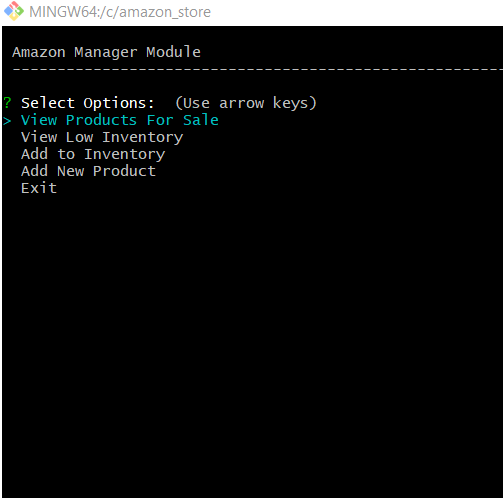 MINGW64:/c/amazon_store
Amazon Manager Module
-------------------------------------------------------
? Select Options:  (Use arrow keys)
> View Products For Sale
View Low Inventory
Add to Inventory
Add New Product
Exit